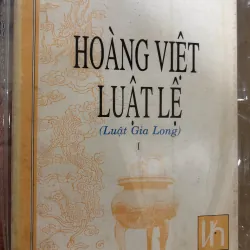 HOÀNG VIỆT
LUẬT LỆ
(Luật Gia Long)
I